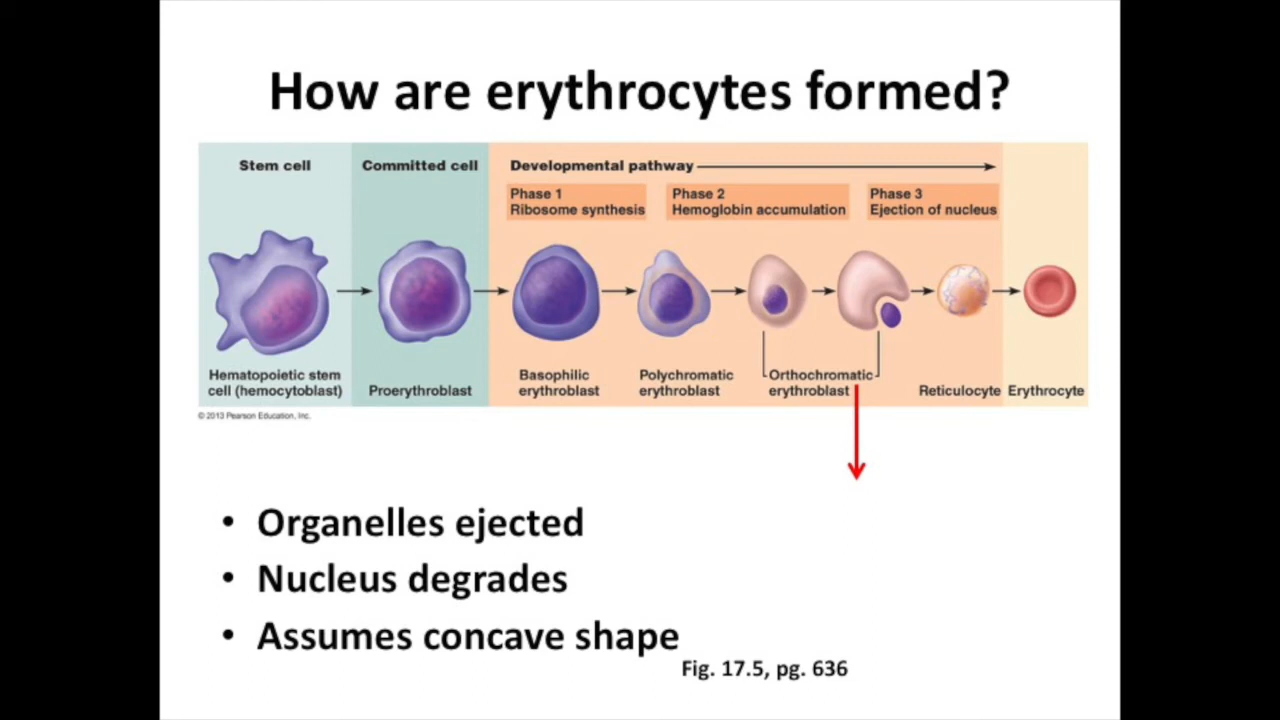 How are erythrocytes formed?
Stem cell
Committed cell
Developmental pathway
Phase 1
Ribosome synthesis
Phase 2
Hemoglobin accumulation
Phase 3
Ejection of nucleus
Hematopoietic stem
cell (hemocytoblast)
Proerythroblast
Basophilic
erythroblast
Polychromatic
erythroblast
Orthochromatic
erythroblast
Reticulocyte
Erythrocyte
© 2013 Pearson Education, Inc.
• Organelles ejected
• Nucleus degrades
• Assumes concave shape
Fig. 17.5, pg. 636